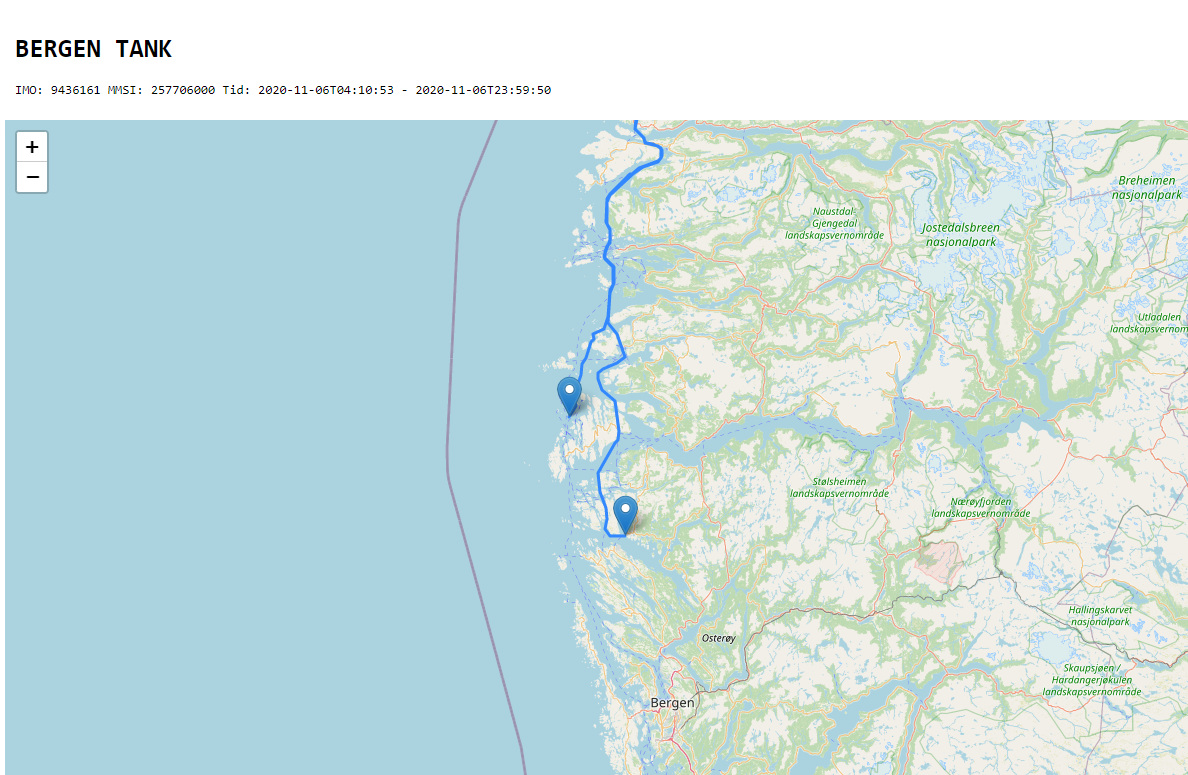 BERGEN TANK
IMO: 9436161 MMSI: 257706000 Tid: 2020-11-06T04:10:53 - 2020-11-06T23:59:50
+
−
Breheimen
nasjonalpark
Naustdal-
Gjengedal
landskapsvernområde
Jostedalsbreen
nasjonalpark
Utladalen
landskapsvernom
Stølsheimen
landskapsvernområde
Nærøyfjorden
landskapsvernområde
Hallingskarvet
nasjonalpark
Osterøy
Skaupsjøen/
Hardangerjøkulen
landskapsvernområde
Bergen